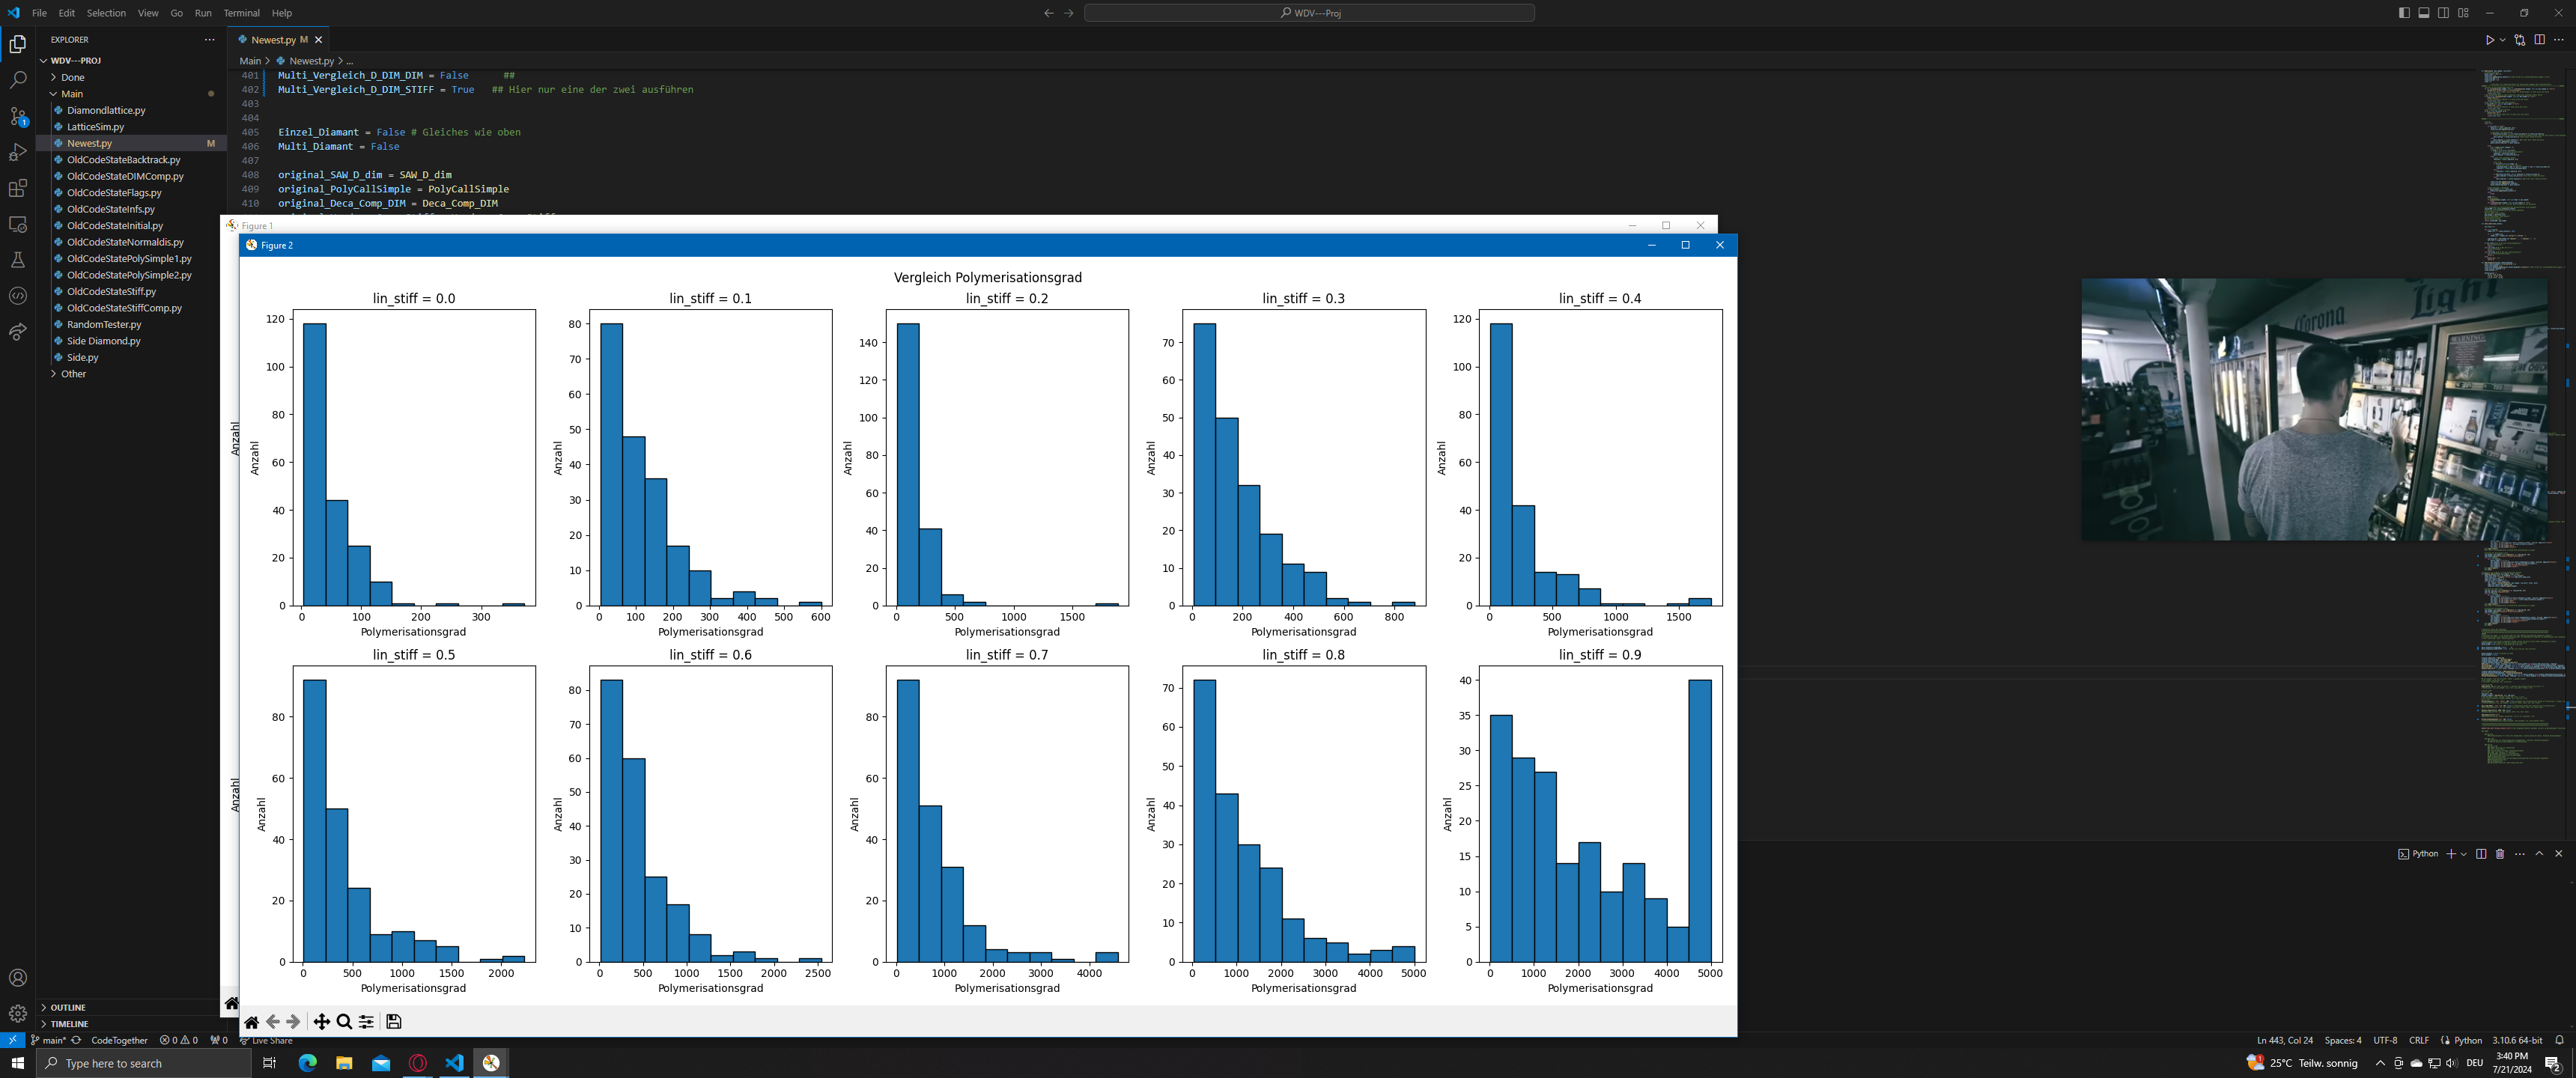 File Edit Selection View Go Run Terminal Help
WDV---Proj
EXPLORER
Newest.py M
WDV---PROJ
Done
Main
Diamondlattice.py
LatticeSim.py
Newest.py M
OldCodeStateBacktrack.py
OldCodeStateDIMComp.py
OldCodeStateFlags.py
OldCodeStateInfs.py
OldCodeStateInitial.py
OldCodeStateNormaldis.py
OldCodeStatePolySimple1.py
OldCodeStatePolySimple2.py
OldCodeStateStiff.py
OldCodeStateStiffComp.py
RandomTester.py
Side Diamond.py
Side.py
Other
OUTLINE
TIMELINE
Main > Newest.py > ...
401 Multi_Vergleich_D_DIM_DIM = False ##
402 Multi_Vergleich_D_DIM_STIFF = True ## Hier nur eine der zwei ausführen
403
404
405 Einzel_Diamant = False # Gleiches wie oben
406 Multi_Diamant = False
407
408 original_SAW_D_dim = SAW_D_dim
409 original_PolyCallSimple = PolyCallSimple
410 original_Deca_Comp_DIM = Deca_Comp_DIM
Figure 1
Anzahl
Anzahl
Figure 2
Vergleich Polymerisationsgrad
lin_stiff = 0.0
Anzahl
0 20 40 60 80 100 120
0 100 200 300
Polymerisationsgrad
lin_stiff = 0.1
Anzahl
0 10 20 30 40 50 60 70 80
0 100 200 300 400 500 600
Polymerisationsgrad
lin_stiff = 0.2
Anzahl
0 20 40 60 80 100 120 140
0 500 1000 1500
Polymerisationsgrad
lin_stiff = 0.3
Anzahl
0 10 20 30 40 50 60 70
0 200 400 600 800
Polymerisationsgrad
lin_stiff = 0.4
Anzahl
0 20 40 60 80 100 120
0 500 1000 1500
Polymerisationsgrad
lin_stiff = 0.5
Anzahl
0 20 40 60 80
0 500 1000 1500 2000
Polymerisationsgrad
lin_stiff = 0.6
Anzahl
0 10 20 30 40 50 60 70 80
0 500 1000 1500 2000 2500
Polymerisationsgrad
lin_stiff = 0.7
Anzahl
0 20 40 60 80
0 1000 2000 3000 4000
Polymerisationsgrad
lin_stiff = 0.8
Anzahl
0 10 20 30 40 50 60 70
0 1000 2000 3000 4000 5000
Polymerisationsgrad
lin_stiff = 0.9
Anzahl
0 5 10 15 20 25 30 35 40
0 1000 2000 3000 4000 5000
Polymerisationsgrad
Corona
Light
WARNING
Python
main* CodeTogether 0 0 0 Live Share
Ln 443, Col 24 Spaces: 4 UTF-8 CRLF Python 3.10.6 64-bit
Type here to search
25°C Teilw. sonnig
DEU
3:40 PM
7/21/2024
2